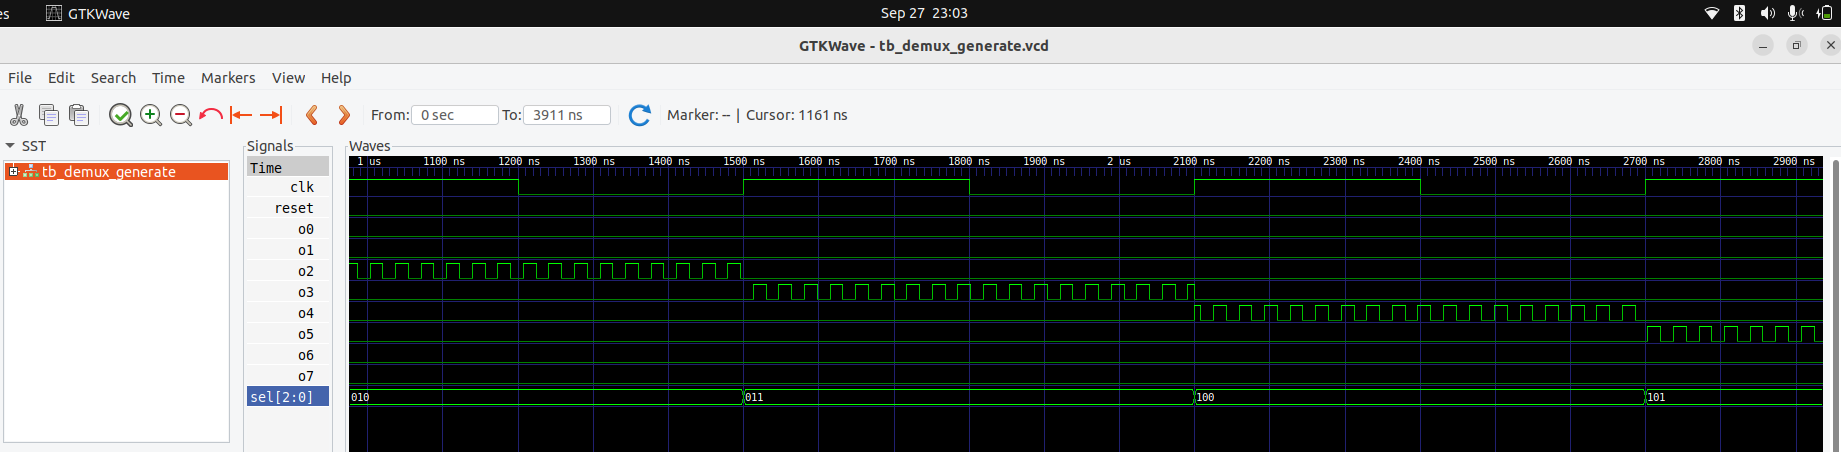 es GTKWave Sep 27 23:03
GTKWave - tb_demux_generate.vcd
File Edit Search Time Markers View Help
From: 0 sec To: 3911 ns Marker: -- | Cursor: 1161 ns
SST
tb_demux_generate
Signals
Time
clk
reset
o0
o1
o2
o3
o4
o5
o6
o7
sel[2:0]
Waves
1 us 1100 ns 1200 ns 1300 ns 1400 ns 1500 ns 1600 ns 1700 ns 1800 ns 1900 ns 2 us 2100 ns 2200 ns 2300 ns 2400 ns 2500 ns 2600 ns 2700 ns 2800 ns 2900 ns
010 011 100 101